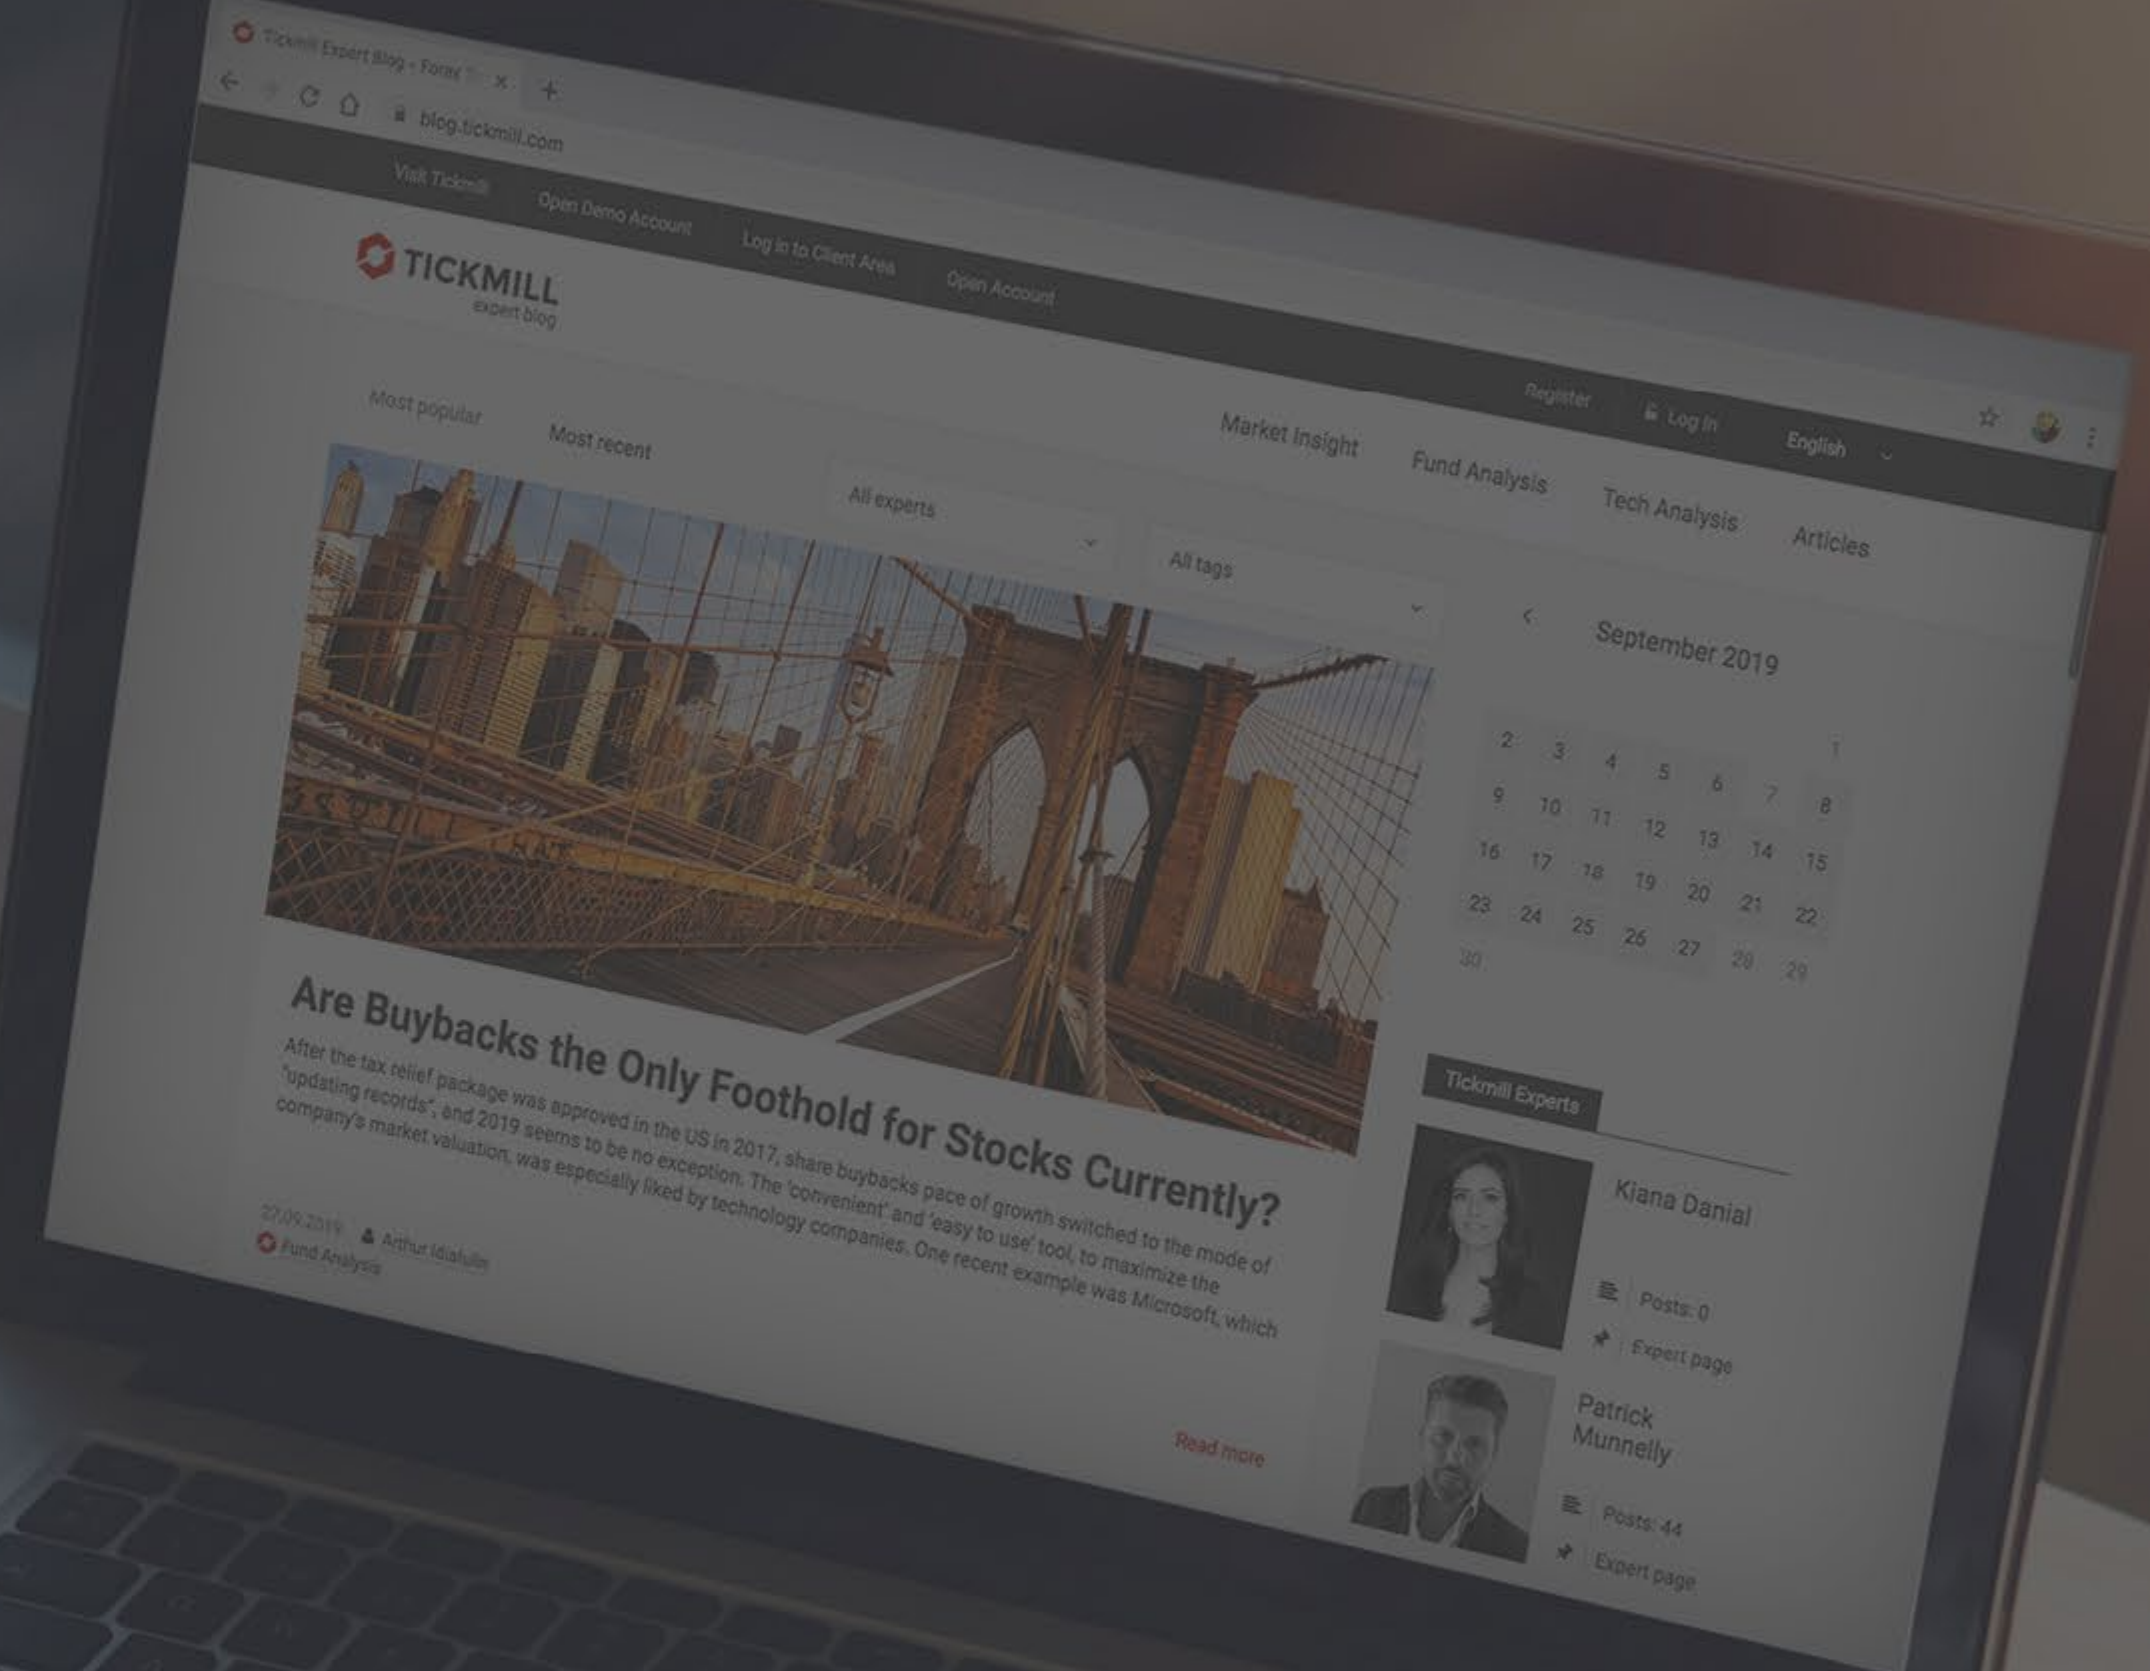 Tickmill Expert Blog - Forex
blog.tickmill.com
Visit Tickmill
Open Demo Account
Log in to Client Area
Open Account
Register
Log In
English
TICKMILL
expert blog
Market Insight
Fund Analysis
Tech Analysis
Articles
Most popular
Most recent
All experts
All tags
September 2019
1
2 3 4 5 6 7 8
9 10 11 12 13 14 15
16 17 18 19 20 21 22
23 24 25 26 27 28 29
30
Are Buybacks the Only Foothold for Stocks Currently?
After the tax relief package was approved in the US in 2017, share buybacks pace of growth switched to the mode of
"updating records", and 2019 seems to be no exception. The 'convenient' and 'easy to use' tool, to maximize the
company's market valuation, was especially liked by technology companies. One recent example was Microsoft, which
27.09.2019
Arthur Idiatulin
Fund Analysis
Read more
Tickmill Experts
Kiana Danial
Posts: 0
Expert page
Patrick
Munnelly
Posts: 44
Expert page